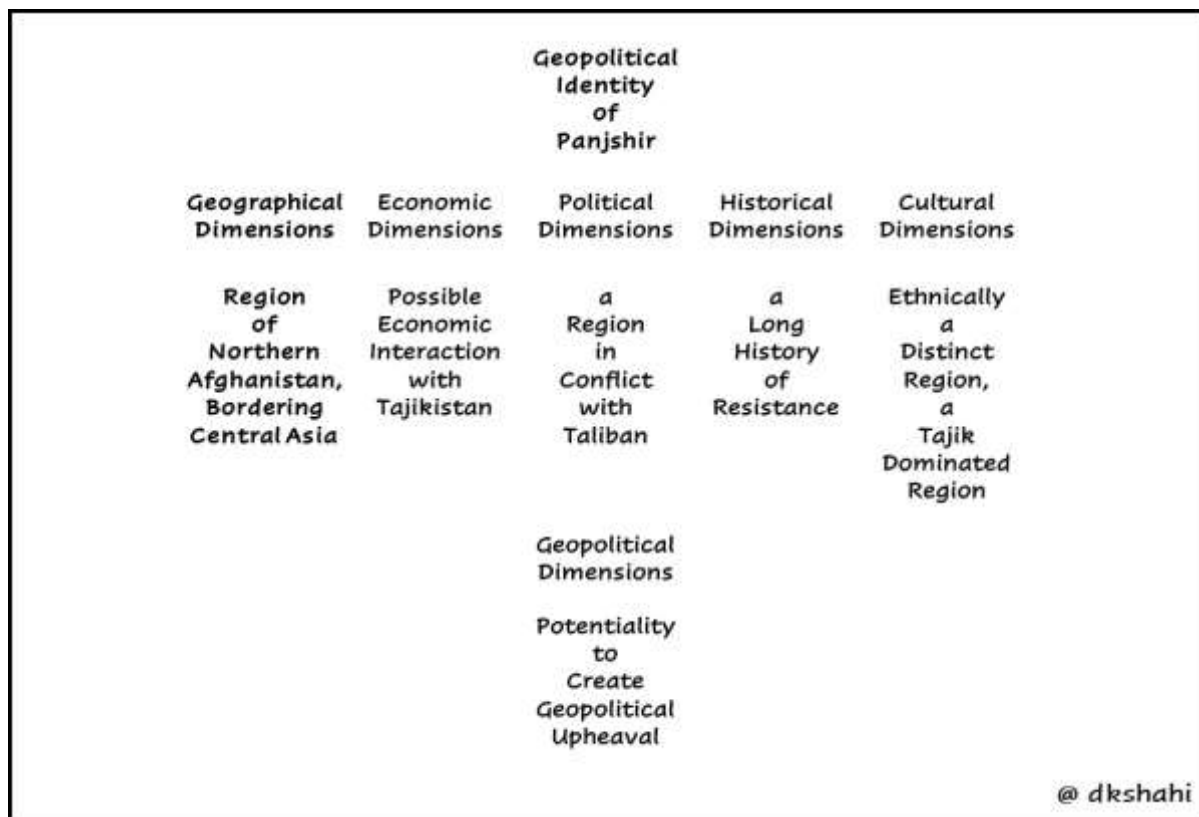 Geopolitical
Identity
of
Panjshir
Geographical
Dimensions
Economic
Dimensions
Political
Dimensions
Historical
Dimensions
Cultural
Dimensions
Region
of
Northern
Afghanistan,
Bordering
Central Asia
Possible
Economic
Interaction
with
Tajikistan
a
Region
in
Conflict
with
Taliban
a
Long
History
of
Resistance
Ethnically
a
Distinct
Region,
a
Tajik
Dominated
Region
Geopolitical
Dimensions
Potentiality
to
Create
Geopolitical
Upheaval
@ dkshahi